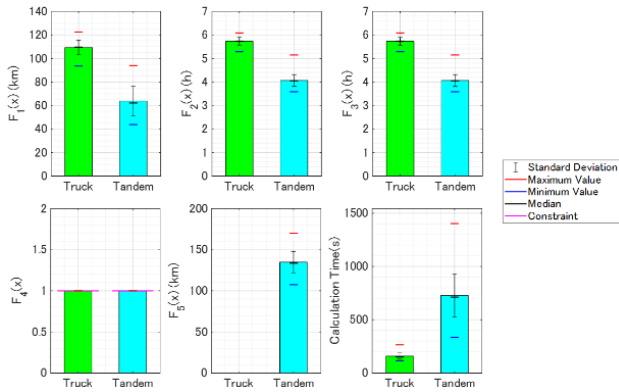 F₁(x) (km)
140
120
100
80
60
40
20
0
Truck Tandem
F₂(x) (h)
7
6
5
4
3
2
1
0
Truck Tandem
F₃(x) (h)
7
6
5
4
3
2
1
0
Truck Tandem
Standard Deviation
Maximum Value
Minimum Value
Median
Constraint
F₄(x)
2
1.5
1
0.5
0
Truck Tandem
F₅(x) (km)
200
150
100
50
0
Truck Tandem
Calculation Time(s)
1500
1000
500
0
Truck Tandem